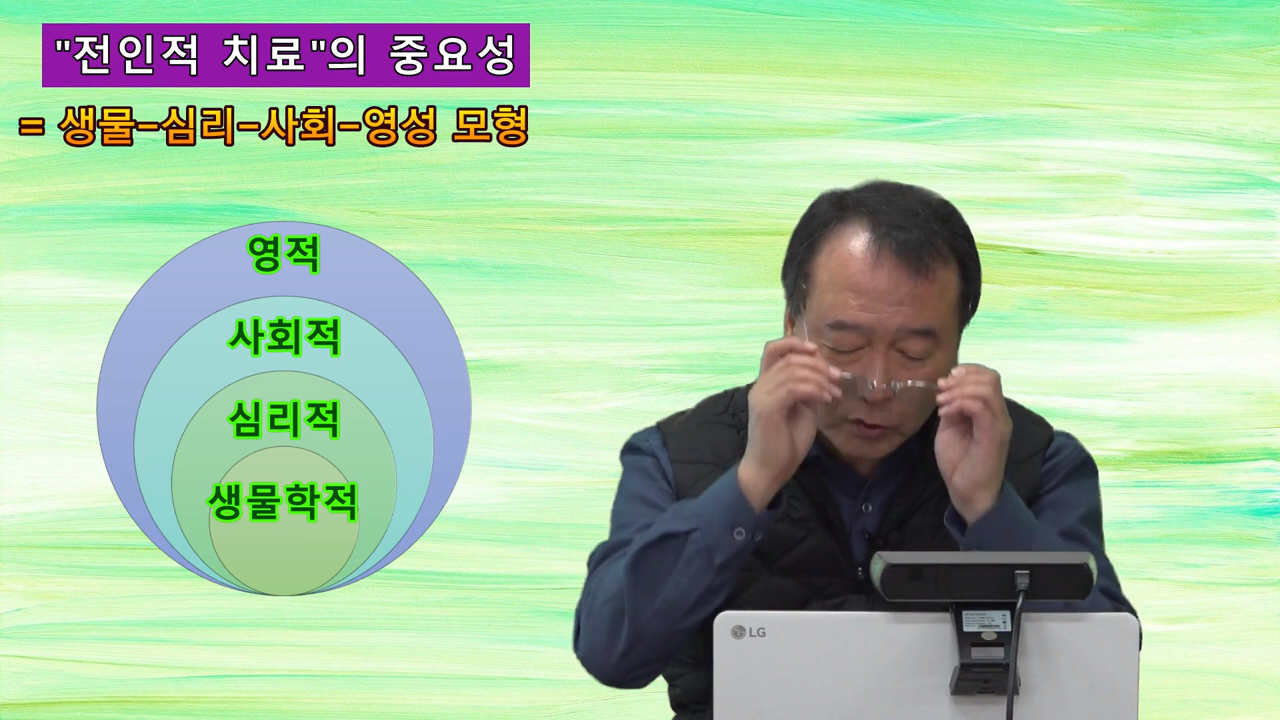 "전인적 치료"의 중요성
= 생물-심리-사회-영성 모형
영적
사회적
심리적
생물학적
LG